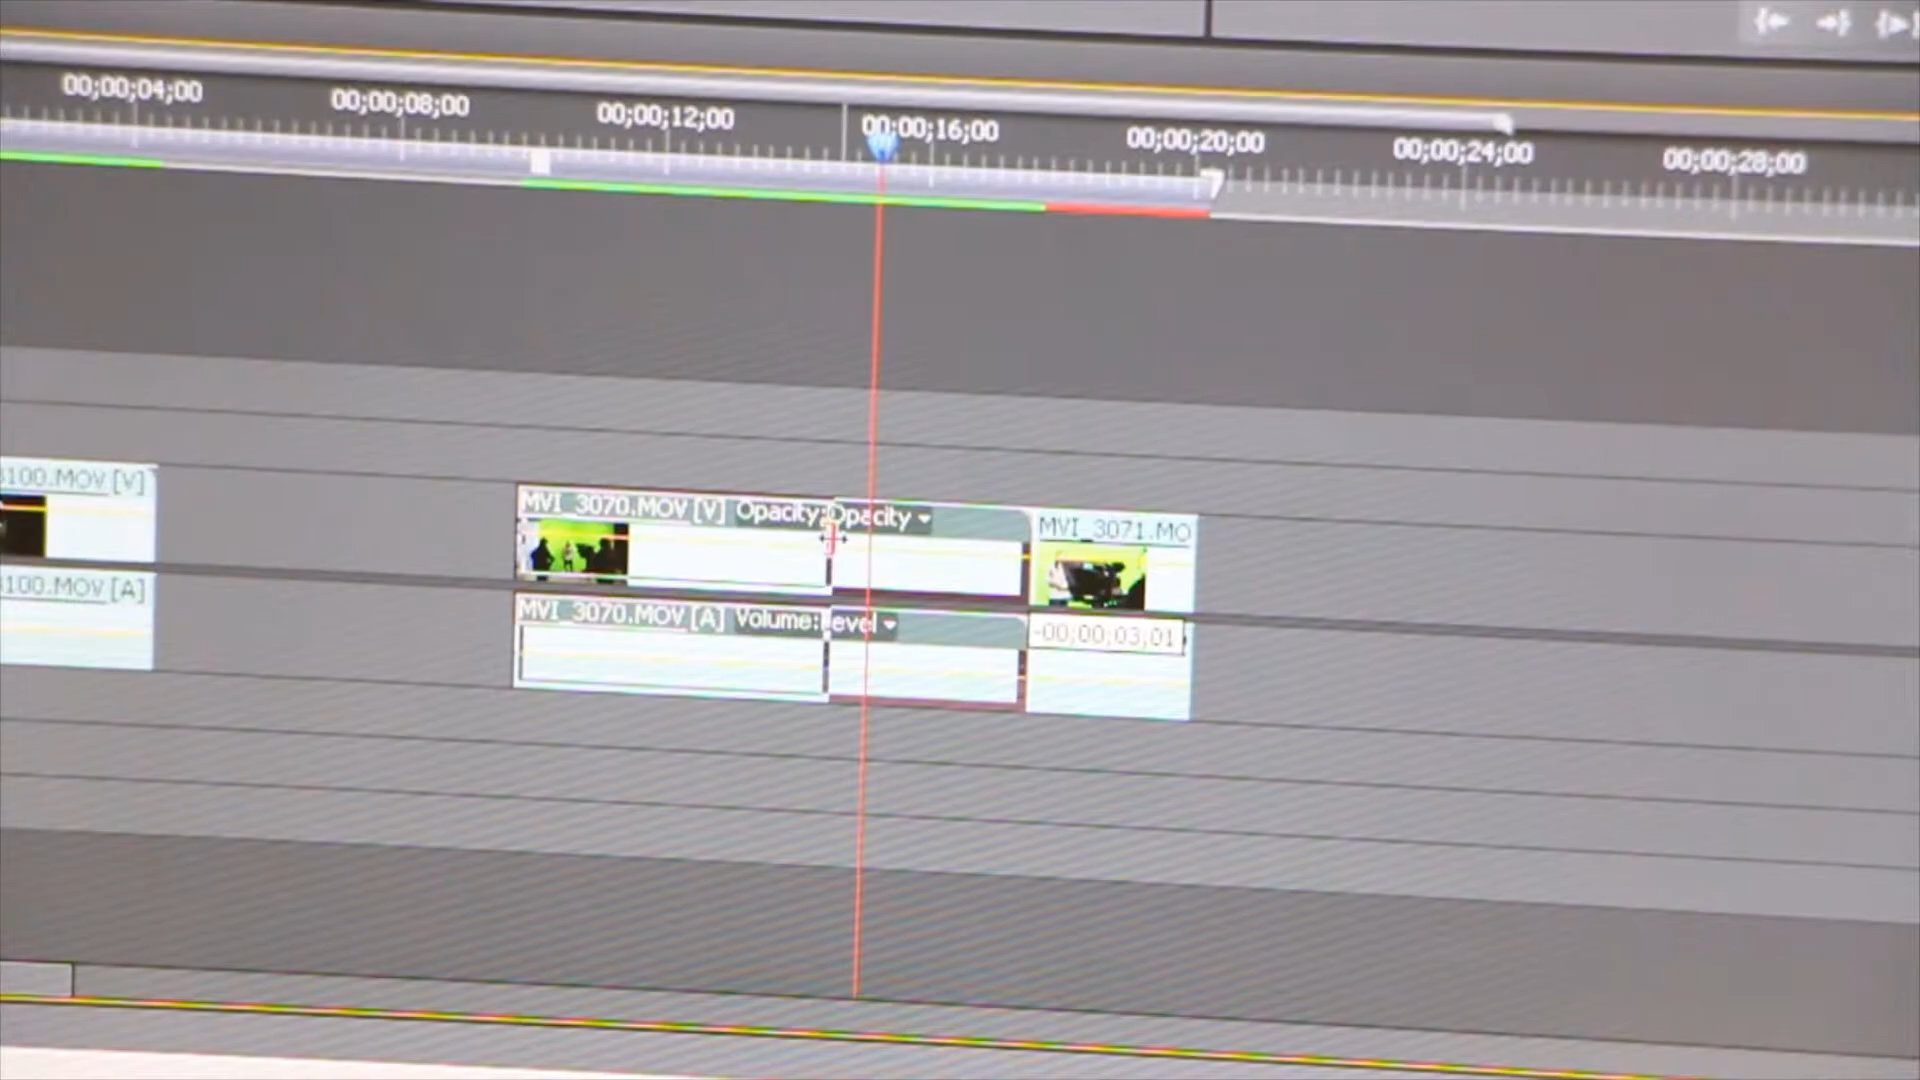 00;00;04;00 00;00;08;00 00;00;12;00 00;00;16;00 00;00;20;00 00;00;24;00 00;00;28;00
3100.MOV [V]
MVI_3070.MOV [V] Opacity:Opacity
MVI_3071.MO
3100.MOV [A]
MVI_3070.MOV [A] Volume:Level
-00;00;03;01